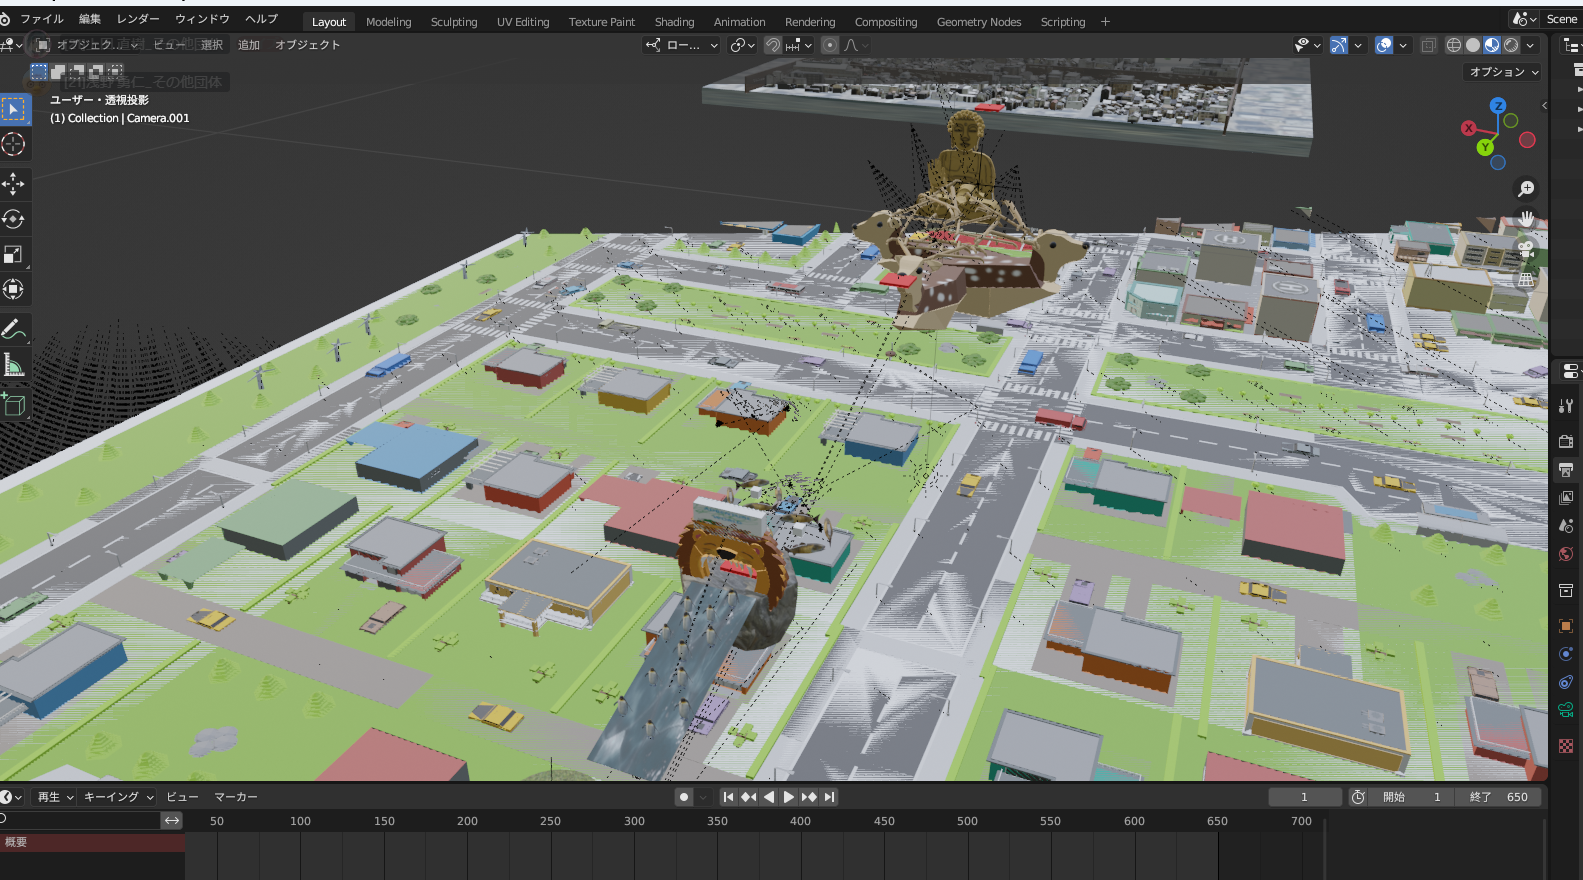 ファイル 編集 レンダー ウィンドウ ヘルプ Layout Modeling Sculpting UV Editing Texture Paint Shading Animation Rendering Compositing Geometry Nodes Scripting + Scene
オブジェク... ビュー 選択 追加 オブジェクト ロー...
オプション
ユーザー・透視投影
(1) Collection | Camera.001
Z
X
Y
H
H
再生 キーイング ビュー マーカー 1 開始 1 終了 650
50 100 150 200 250 300 350 400 450 500 550 600 650 700
概要